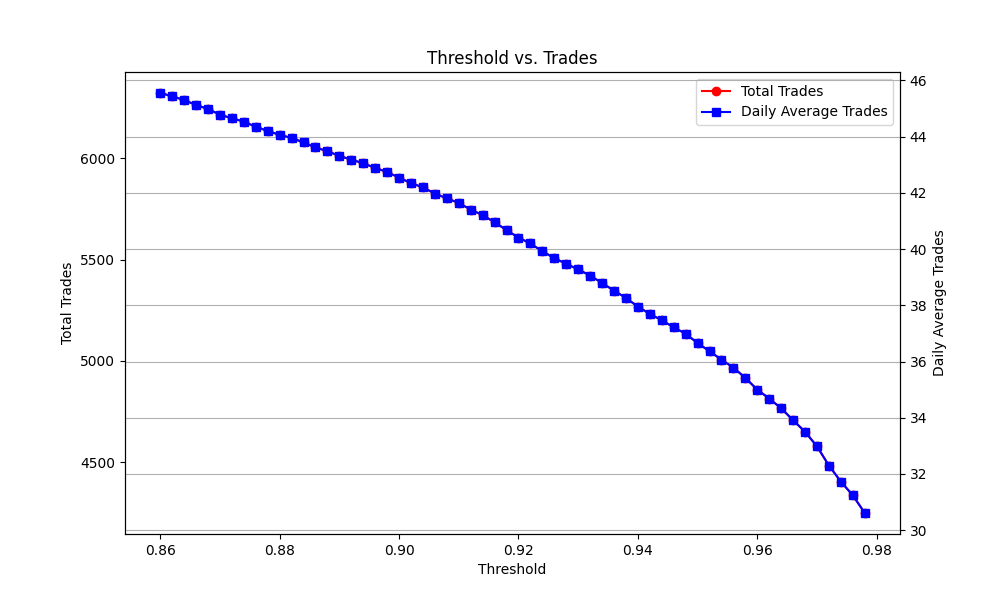 Threshold vs. Trades
Total Trades
Daily Average Trades
6000
5500
5000
4500
Total Trades
46
44
42
40
38
36
34
32
30
Daily Average Trades
0.86 0.88 0.90 0.92 0.94 0.96 0.98
Threshold